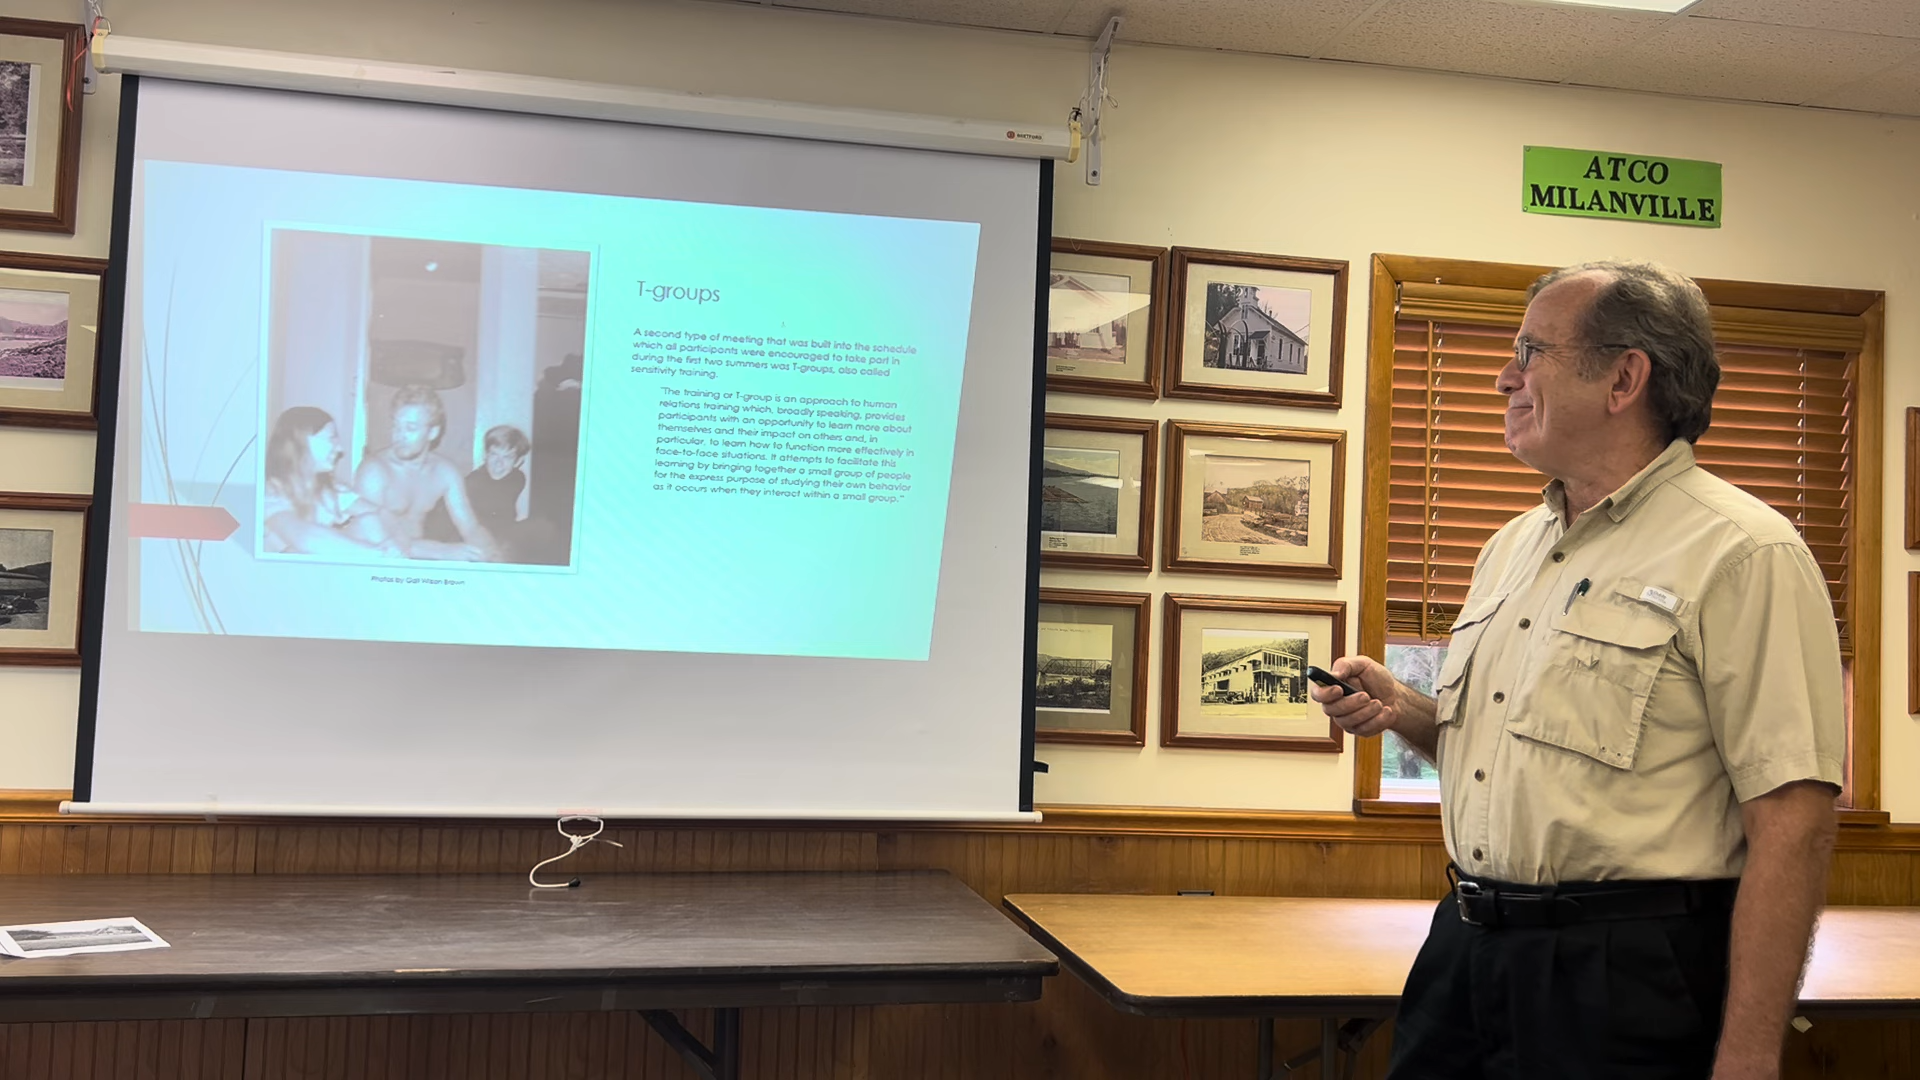 ATCO
MILANVILLE
T-groups
A second type of meeting that was built into the schedule
which all participants were encouraged to take part in
during the first two summers was T-groups, also called
sensitivity training.
"The training or T-group is an approach to human
relations training which, broadly speaking, provides
participants with an opportunity to learn more about
themselves and their impact on others and, in
particular, to learn how to function more effectively in
face-to-face situations. It attempts to facilitate this
learning by bringing together a small group of people
for the express purpose of studying their own behavior
as it occurs when they interact within a small group."
Photos by Gail Wilson Brown